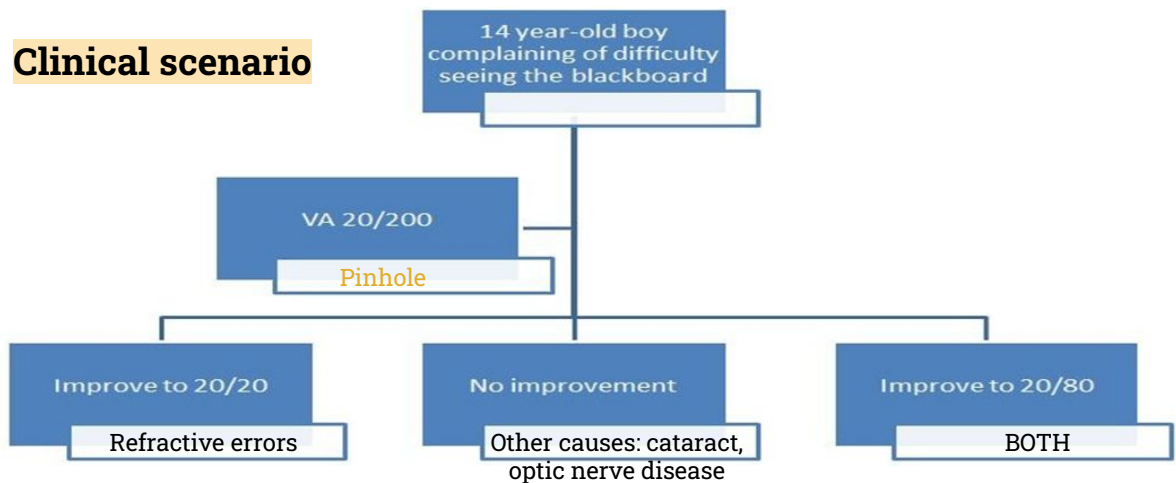 Clinical scenario
14 year-old boy
complaining of difficulty
seeing the blackboard
VA 20/200
Pinhole
Improve to 20/20
Refractive errors
No improvement
Other causes: cataract,
optic nerve disease
Improve to 20/80
BOTH